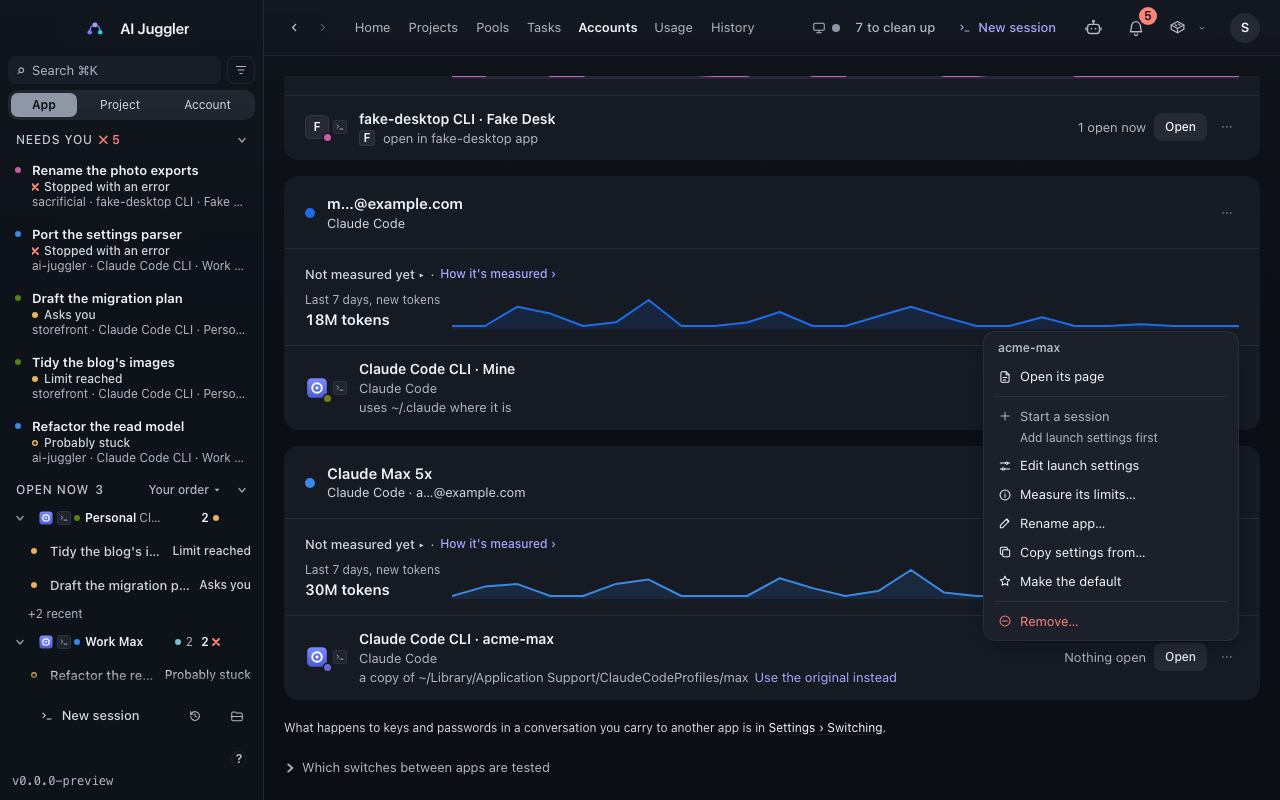 AI Juggler
Search ⌘K
App Project Account
NEEDS YOU 5
Rename the photo exports
Stopped with an error
sacrificial · fake-desktop CLI · Fake ...
Port the settings parser
Stopped with an error
ai-juggler · Claude Code CLI · Work ...
Draft the migration plan
Asks you
storefront · Claude Code CLI · Perso...
Tidy the blog's images
Limit reached
storefront · Claude Code CLI · Perso...
Refactor the read model
Probably stuck
ai-juggler · Claude Code CLI · Work ...
OPEN NOW 3 Your order
Personal Cl... 2
Tidy the blog's i... Limit reached
Draft the migration p... Asks you
+2 recent
Work Max 2 2
Refactor the re... Probably stuck
New session
?
v0.0.0-preview
Home Projects Pools Tasks Accounts Usage History 7 to clean up New session 5 S
F fake-desktop CLI · Fake Desk
F open in fake-desktop app
1 open now Open ...
m...@example.com
Claude Code
Not measured yet ▸ · How it's measured ›
Last 7 days, new tokens
18M tokens
Claude Code CLI · Mine
Claude Code
uses ~/.claude where it is
Claude Max 5x
Claude Code · a...@example.com
Not measured yet ▸ · How it's measured ›
Last 7 days, new tokens
30M tokens
Claude Code CLI · acme-max
Claude Code
a copy of ~/Library/Application Support/ClaudeCodeProfiles/max Use the original instead
Nothing open Open ...
acme-max
Open its page
Start a session
Add launch settings first
Edit launch settings
Measure its limits...
Rename app...
Copy settings from...
Make the default
Remove...
What happens to keys and passwords in a conversation you carry to another app is in Settings › Switching.
Which switches between apps are tested